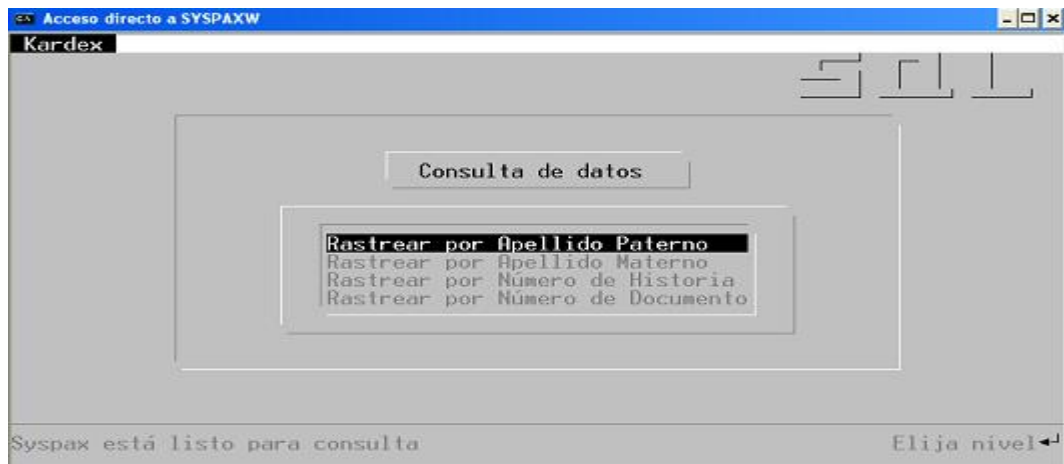 Acceso directo a SYSPAXW
Kardex
Consulta de datos
Rastrear por Apellido Paterno
Rastrear por Apellido Materno
Rastrear por Número de Historia
Rastrear por Número de Documento
Syspax está listo para consulta
Elija nivel